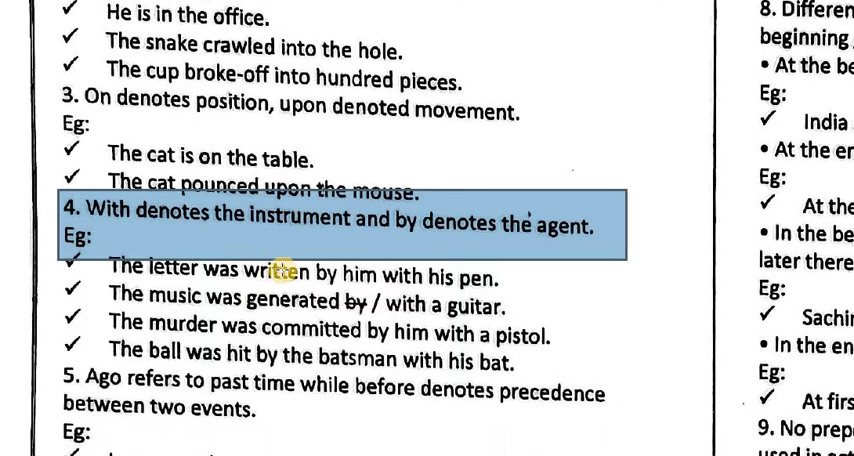 ✓ He is in the office.
✓ The snake crawled into the hole.
✓ The cup broke-off into hundred pieces.
3. On denotes position, upon denoted movement.
Eg:
✓ The cat is on the table.
✓ The cat pounced upon the mouse.
4. With denotes the instrument and by denotes the agent.
Eg:
✓ The letter was written by him with his pen.
✓ The music was generated by / with a guitar.
✓ The murder was committed by him with a pistol.
✓ The ball was hit by the batsman with his bat.
5. Ago refers to past time while before denotes precedence
between two events.
Eg:
8. Differen
beginning
• At the be
Eg:
✓ India
• At the er
Eg:
✓ At the
• In the be
later there
Eg:
✓ Sachir
• In the en
Eg:
✓ At firs
9. No prep